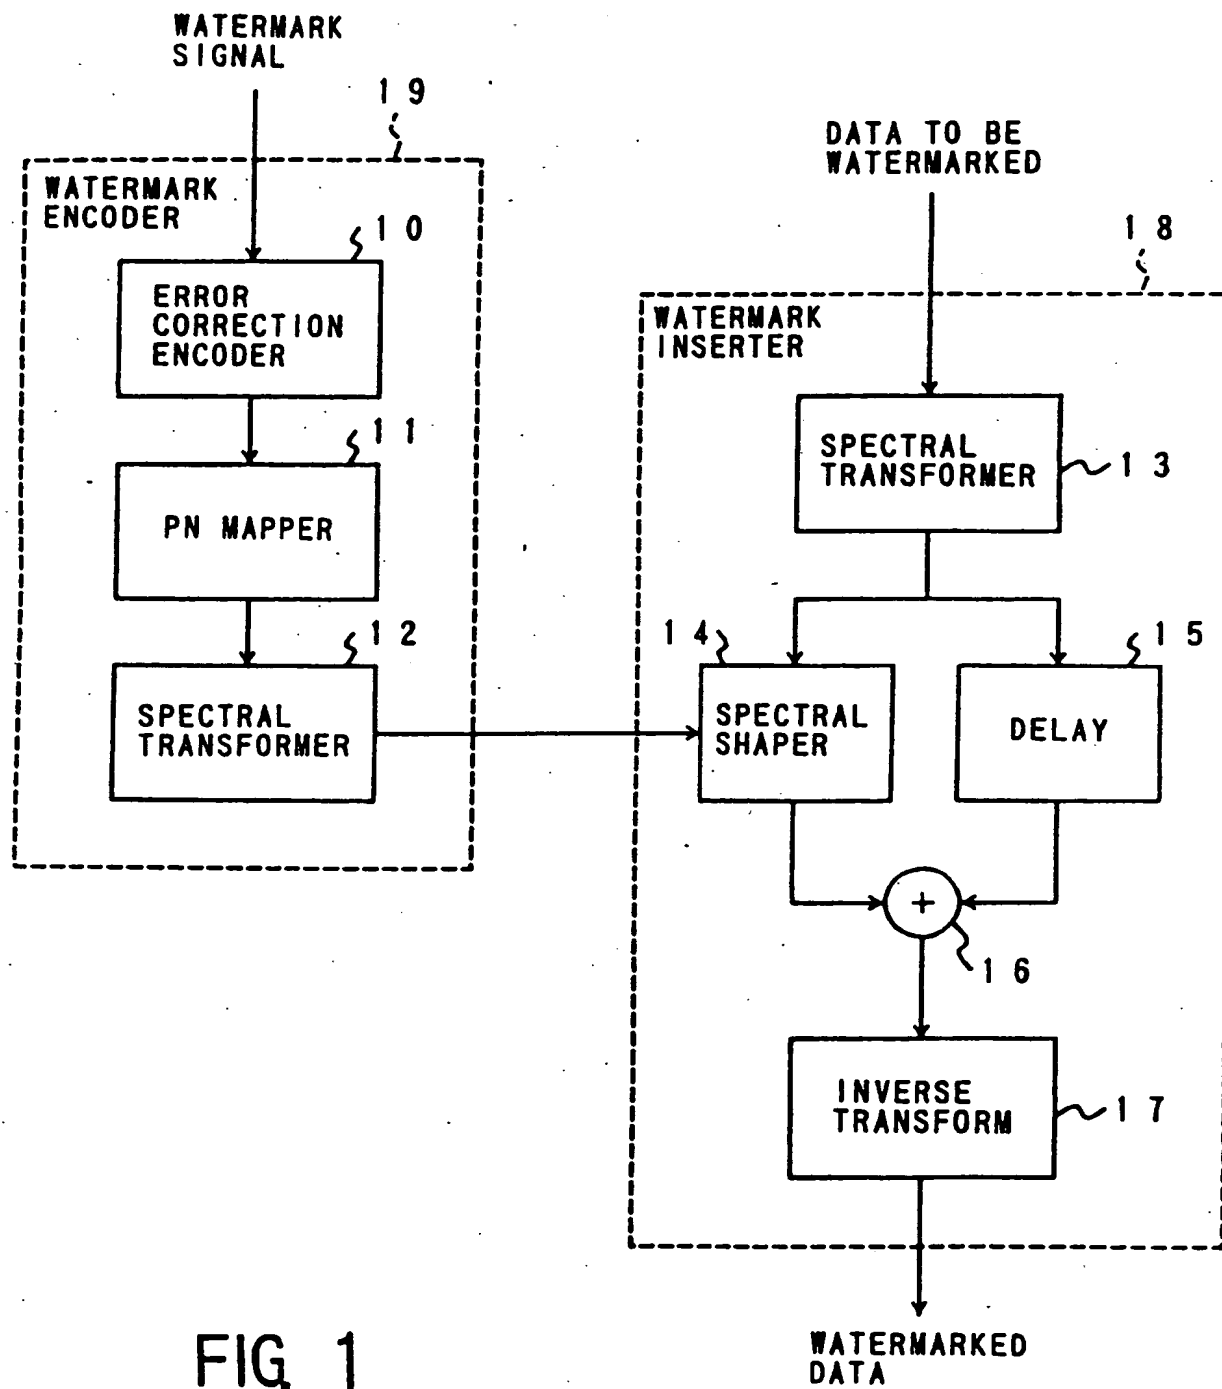 WATERMARK
SIGNAL
19
WATERMARK
ENCODER
10
ERROR
CORRECTION
ENCODER
11
PN MAPPER
12
SPECTRAL
TRANSFORMER
DATA TO BE
WATERMARKED
18
WATERMARK
INSERTER
SPECTRAL
TRANSFORMER
13
14
SPECTRAL
SHAPER
15
DELAY
+
16
INVERSE
TRANSFORM
17
WATERMARKED
DATA
FIG. 1